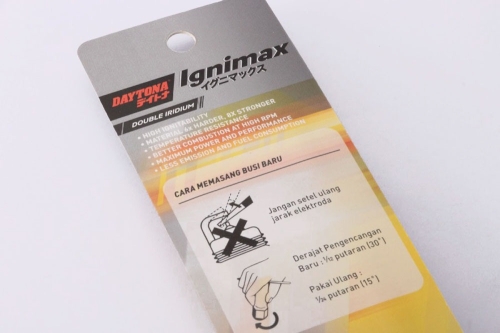 DAYTONA
デイトナ
Ignimax
イグニマックス
DOUBLE IRIDIUM
• HIGH IGNITABILITY
• MATERIAL 6x HARDER, 8X STRONGER
• TEMPERATURE RESISTANCE
• BETTER COMBUSTION AT HIGH RPM
• MAXIMUM POWER AND PERFORMANCE
• LESS EMISSION AND FUEL CONSUMPTION
CARA MEMASANG BUSI BARU
Jangan setel ulang
jarak elektroda
Derajat Pengencangan
Baru : 1/12 putaran (30°)
Pakai Ulang :
1/24 putaran (15°)